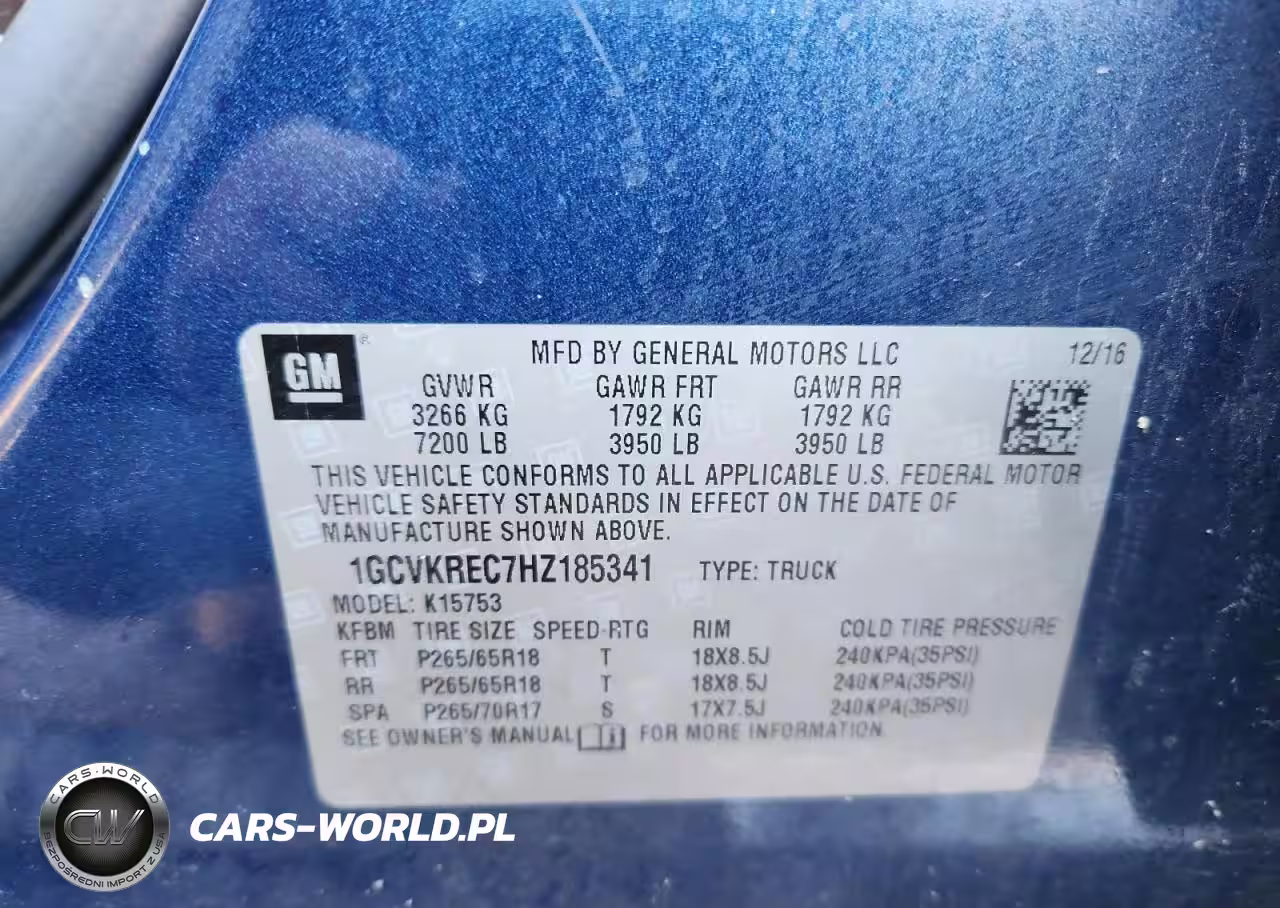 GM ®
MFD BY GENERAL MOTORS LLC 12/16
GVWR GAWR FRT GAWR RR
3266 KG 1792 KG 1792 KG
7200 LB 3950 LB 3950 LB
THIS VEHICLE CONFORMS TO ALL APPLICABLE U.S. FEDERAL MOTOR
VEHICLE SAFETY STANDARDS IN EFFECT ON THE DATE OF
MANUFACTURE SHOWN ABOVE.
1GCVKREC7HZ185341 TYPE: TRUCK
MODEL: K15753
KFBM TIRE SIZE SPEED-RTG RIM COLD TIRE PRESSURE
FRT P265/65R18 T 18X8.5J 240KPA(35PSI)
RR P265/65R18 T 18X8.5J 240KPA(35PSI)
SPA P265/70R17 S 17X7.5J 240KPA(35PSI)
SEE OWNER'S MANUAL FOR MORE INFORMATION
CARS-WORLD
CW
BEZPOŚREDNI IMPORT Z USA
CARS-WORLD.PL